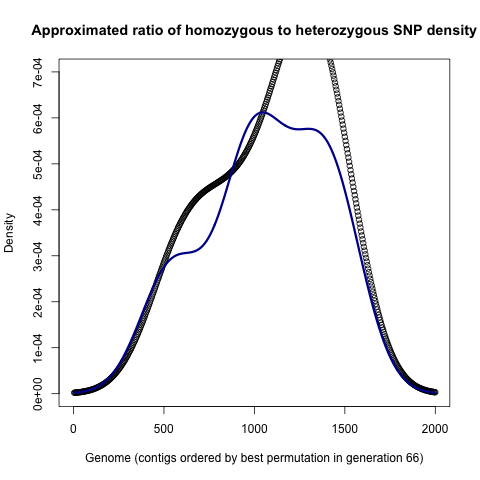 Approximated ratio of homozygous to heterozygous SNP density
7e-04
6e-04
5e-04
4e-04
3e-04
2e-04
1e-04
0e+00
Density
0 500 1000 1500 2000
Genome (contigs ordered by best permutation in generation 66)